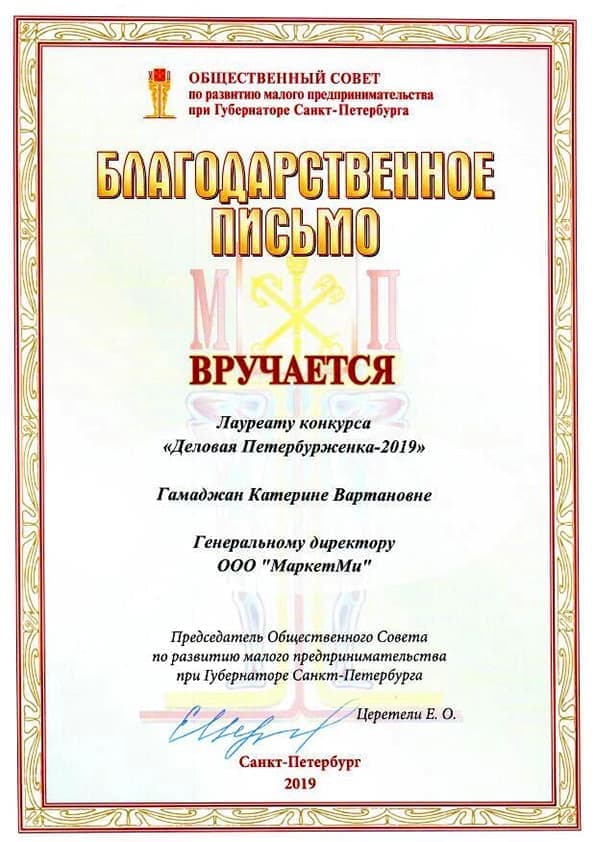 ОБЩЕСТВЕННЫЙ СОВЕТ
по развитию малого предпринимательства
при Губернаторе Санкт-Петербурга
БЛАГОДАРСТВЕННОЕ
ПИСЬМО
М П
ВРУЧАЕТСЯ
Лауреату конкурса
«Деловая Петербурженка-2019»
Гамаджан Катерине Вартановне
Генеральному директору
ООО "МаркетМи"
Председатель Общественного Совета
по развитию малого предпринимательства
при Губернаторе Санкт-Петербурга
Церетели Е. О.
Санкт-Петербург
2019